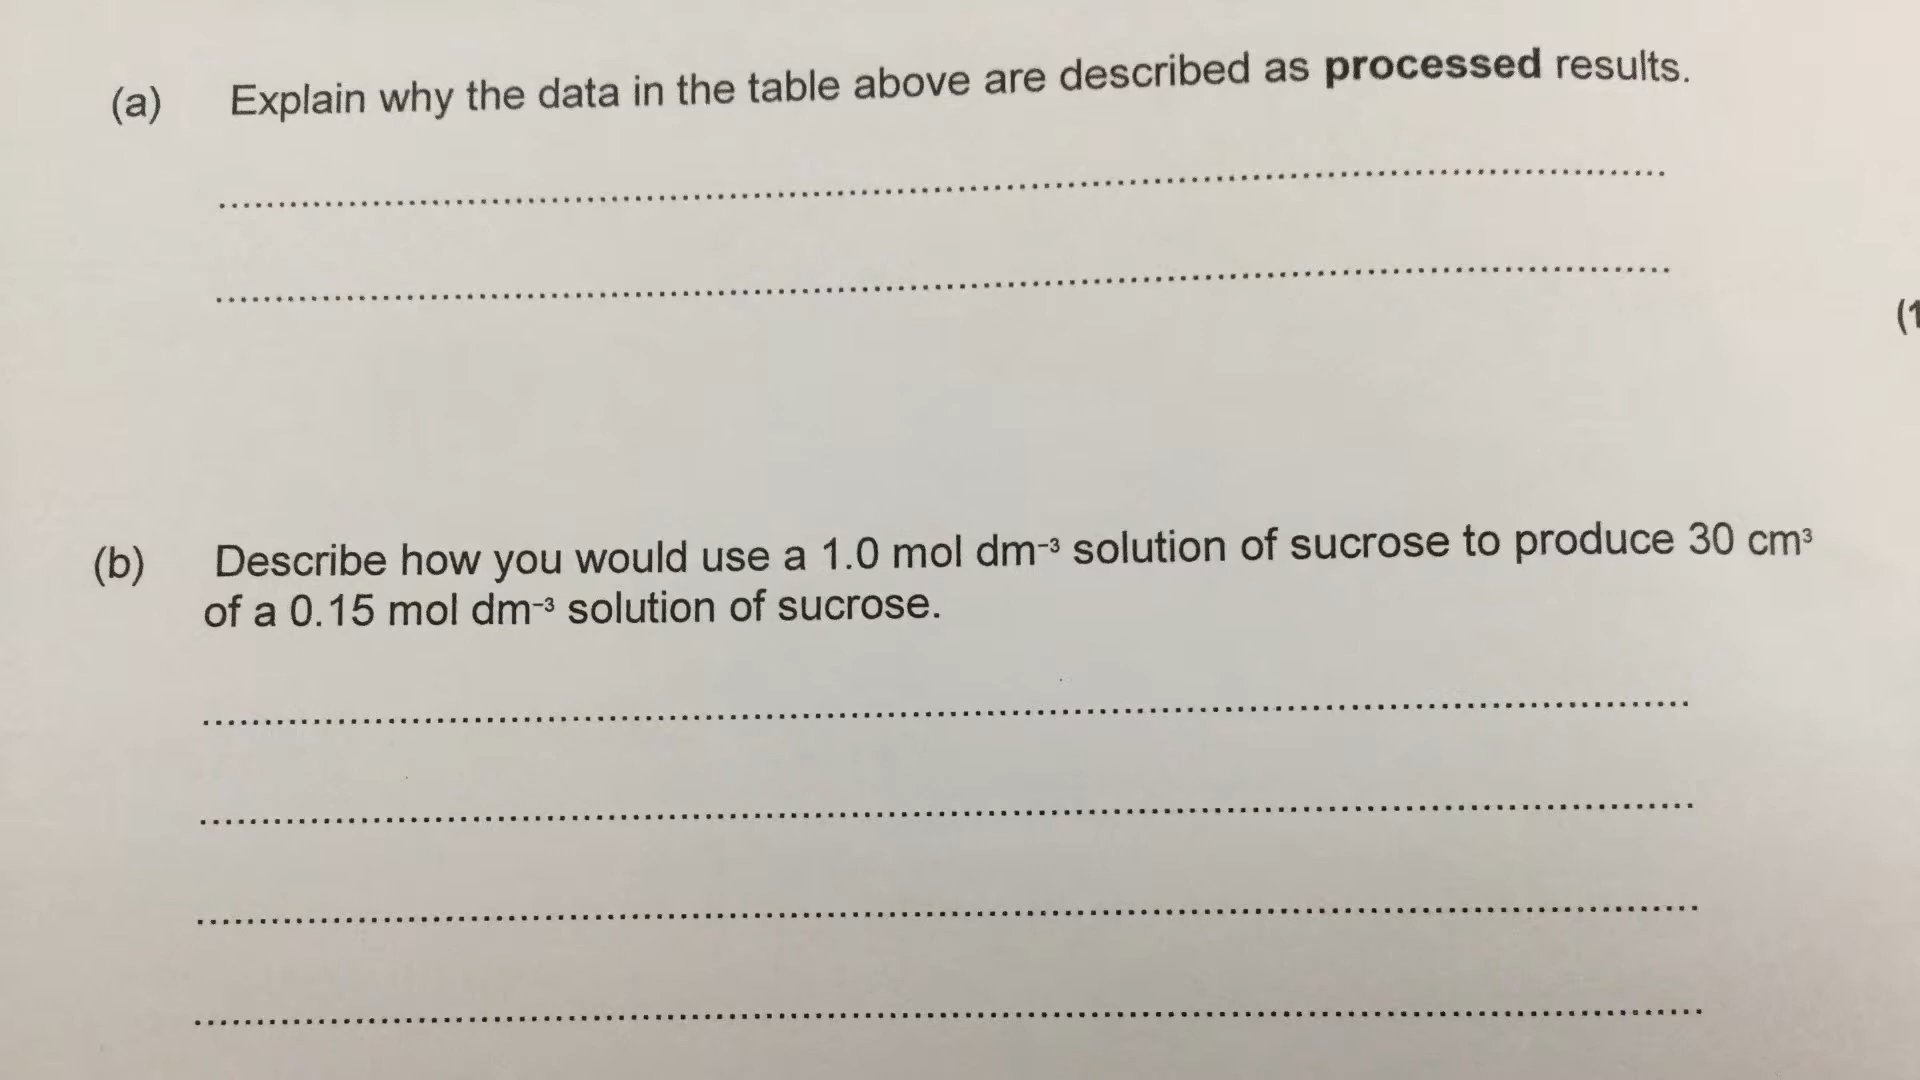 (a) Explain why the data in the table above are described as processed results.
(1
(b) Describe how you would use a 1.0 mol dm⁻³ solution of sucrose to produce 30 cm³
of a 0.15 mol dm⁻³ solution of sucrose.